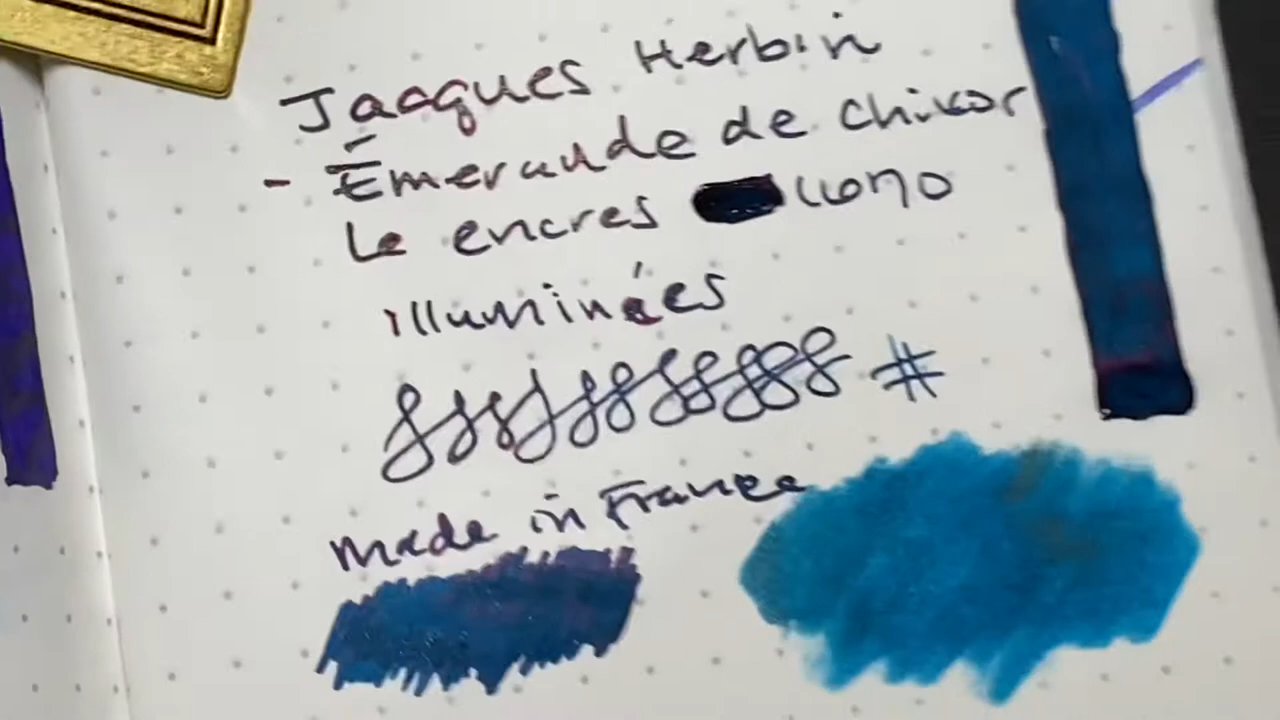 Jacques Herbin
- Émeraude de Chivor
Le encres 1670
illuminées
#
made in France